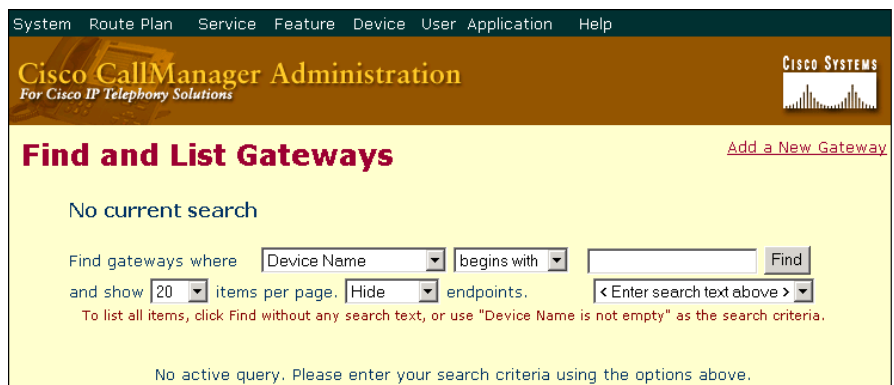 System Route Plan Service Feature Device User Application Help
Cisco CallManager Administration
For Cisco IP Telephony Solutions
CISCO SYSTEMS
Find and List Gateways
Add a New Gateway
No current search
Find gateways where Device Name begins with Find
and show 20 items per page. Hide endpoints. < Enter search text above >
To list all items, click Find without any search text, or use "Device Name is not empty" as the search criteria.
No active query. Please enter your search criteria using the options above.